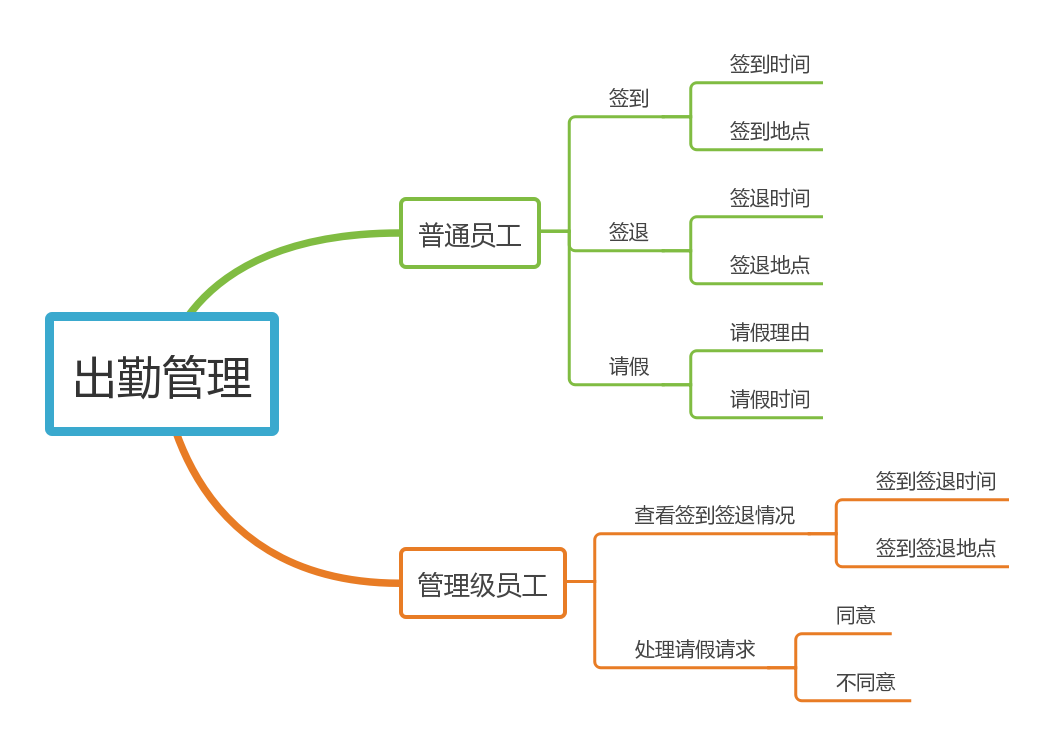 出勤管理
普通员工
签到
签到时间
签到地点
签退
签退时间
签退地点
请假
请假理由
请假时间
管理级员工
查看签到签退情况
签到签退时间
签到签退地点
处理请假请求
同意
不同意